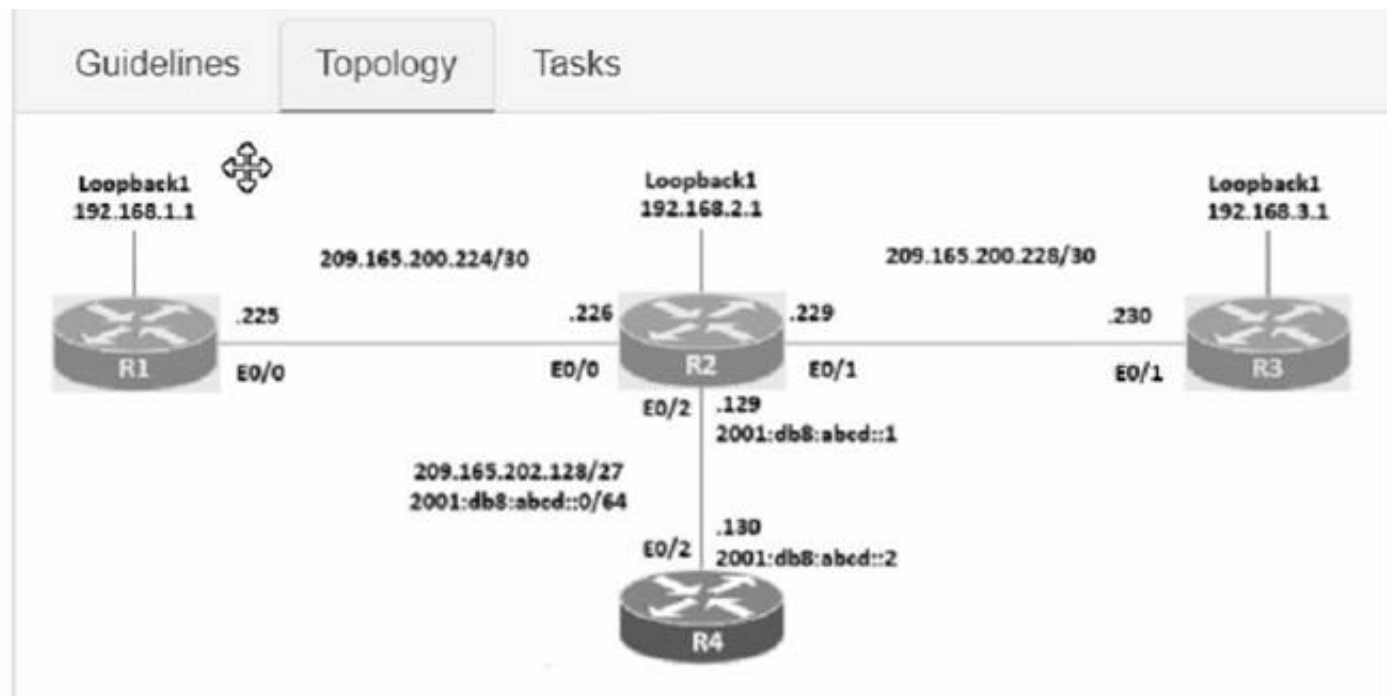 Guidelines Topology Tasks
Loopback1
192.168.1.1
Loopback1
192.168.2.1
Loopback1
192.168.3.1
209.165.200.224/30
209.165.200.228/30
.225
.226
.229
.230
R1
R2
R3
E0/0
E0/0
E0/1
E0/1
E0/2
.129
2001:db8:abcd::1
209.165.202.128/27
2001:db8:abcd::0/64
.130
E0/2
2001:db8:abcd::2
R4